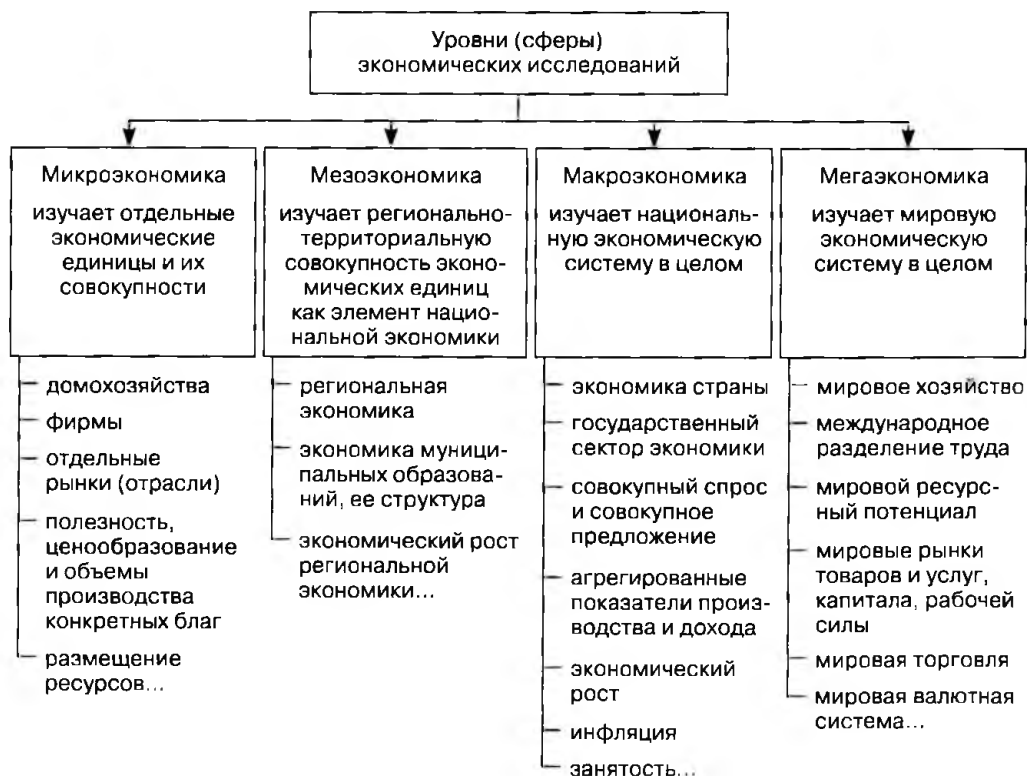 Уровни (сферы)
экономических исследований
Микроэкономика
изучает отдельные
экономические
единицы и их
совокупности
домохозяйства
фирмы
отдельные
рынки (отрасли)
полезность,
ценообразование
и объемы
производства
конкретных благ
размещение
ресурсов...
Мезоэкономика
изучает регионально-
территориальную
совокупность эконо-
мических единиц
как элемент нацио-
нальной экономики
региональная
экономика
экономика муници-
пальных образова-
ний, ее структура
экономический рост
региональной
экономики...
Макроэкономика
изучает националь-
ную экономическую
систему в целом
экономика страны
государственный
сектор экономики
совокупный спрос
и совокупное
предложение
агрегированные
показатели произ-
водства и дохода
экономический
рост
инфляция
занятость...
Мегаэкономика
изучает мировую
экономическую
систему в целом
мировое хозяйство
международное
разделение труда
мировой ресурс-
ный потенциал
мировые рынки
товаров и услуг,
капитала, рабочей
силы
мировая торговля
мировая валютная
система...